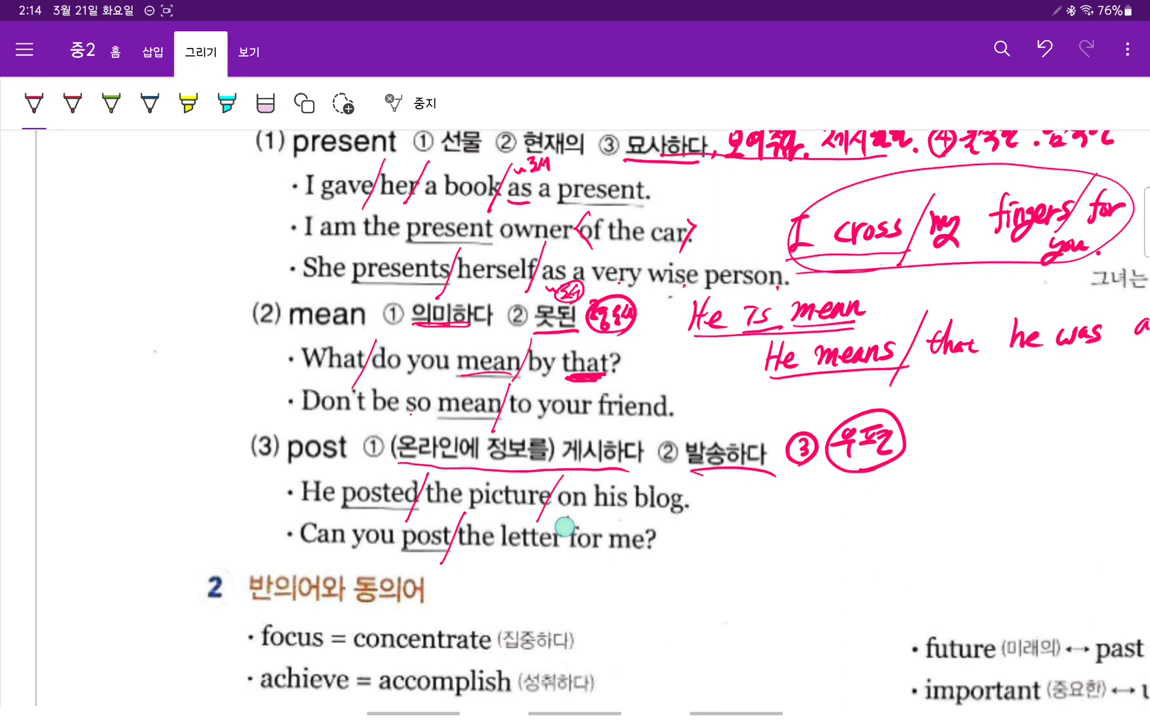 2:14 3월 21일 화요일 76%
중2 홈 삽입 그리기 보기
중지
(1) present ① 선물 ② 현재의 ③ 묘사하다, 보여주다. ④
~로서
· I gave her a book as a present.
· I am the present owner of the car.
· She presents herself as a very wise person.
I cross / my fingers / for you.
그녀는
~로서
(2) mean ① 의미하다 ② 못된 형용사
He is mean
He means / that he was a
· What do you mean by that?
· Don't be so mean to your friend.
(3) post ① (온라인에 정보를) 게시하다 ② 발송하다 ③ 우편
· He posted the picture on his blog.
· Can you post the letter for me?
2 반의어와 동의어
· focus = concentrate (집중하다)
· future (미래의) ↔ past
· achieve = accomplish (성취하다)
· important (중요한) ↔